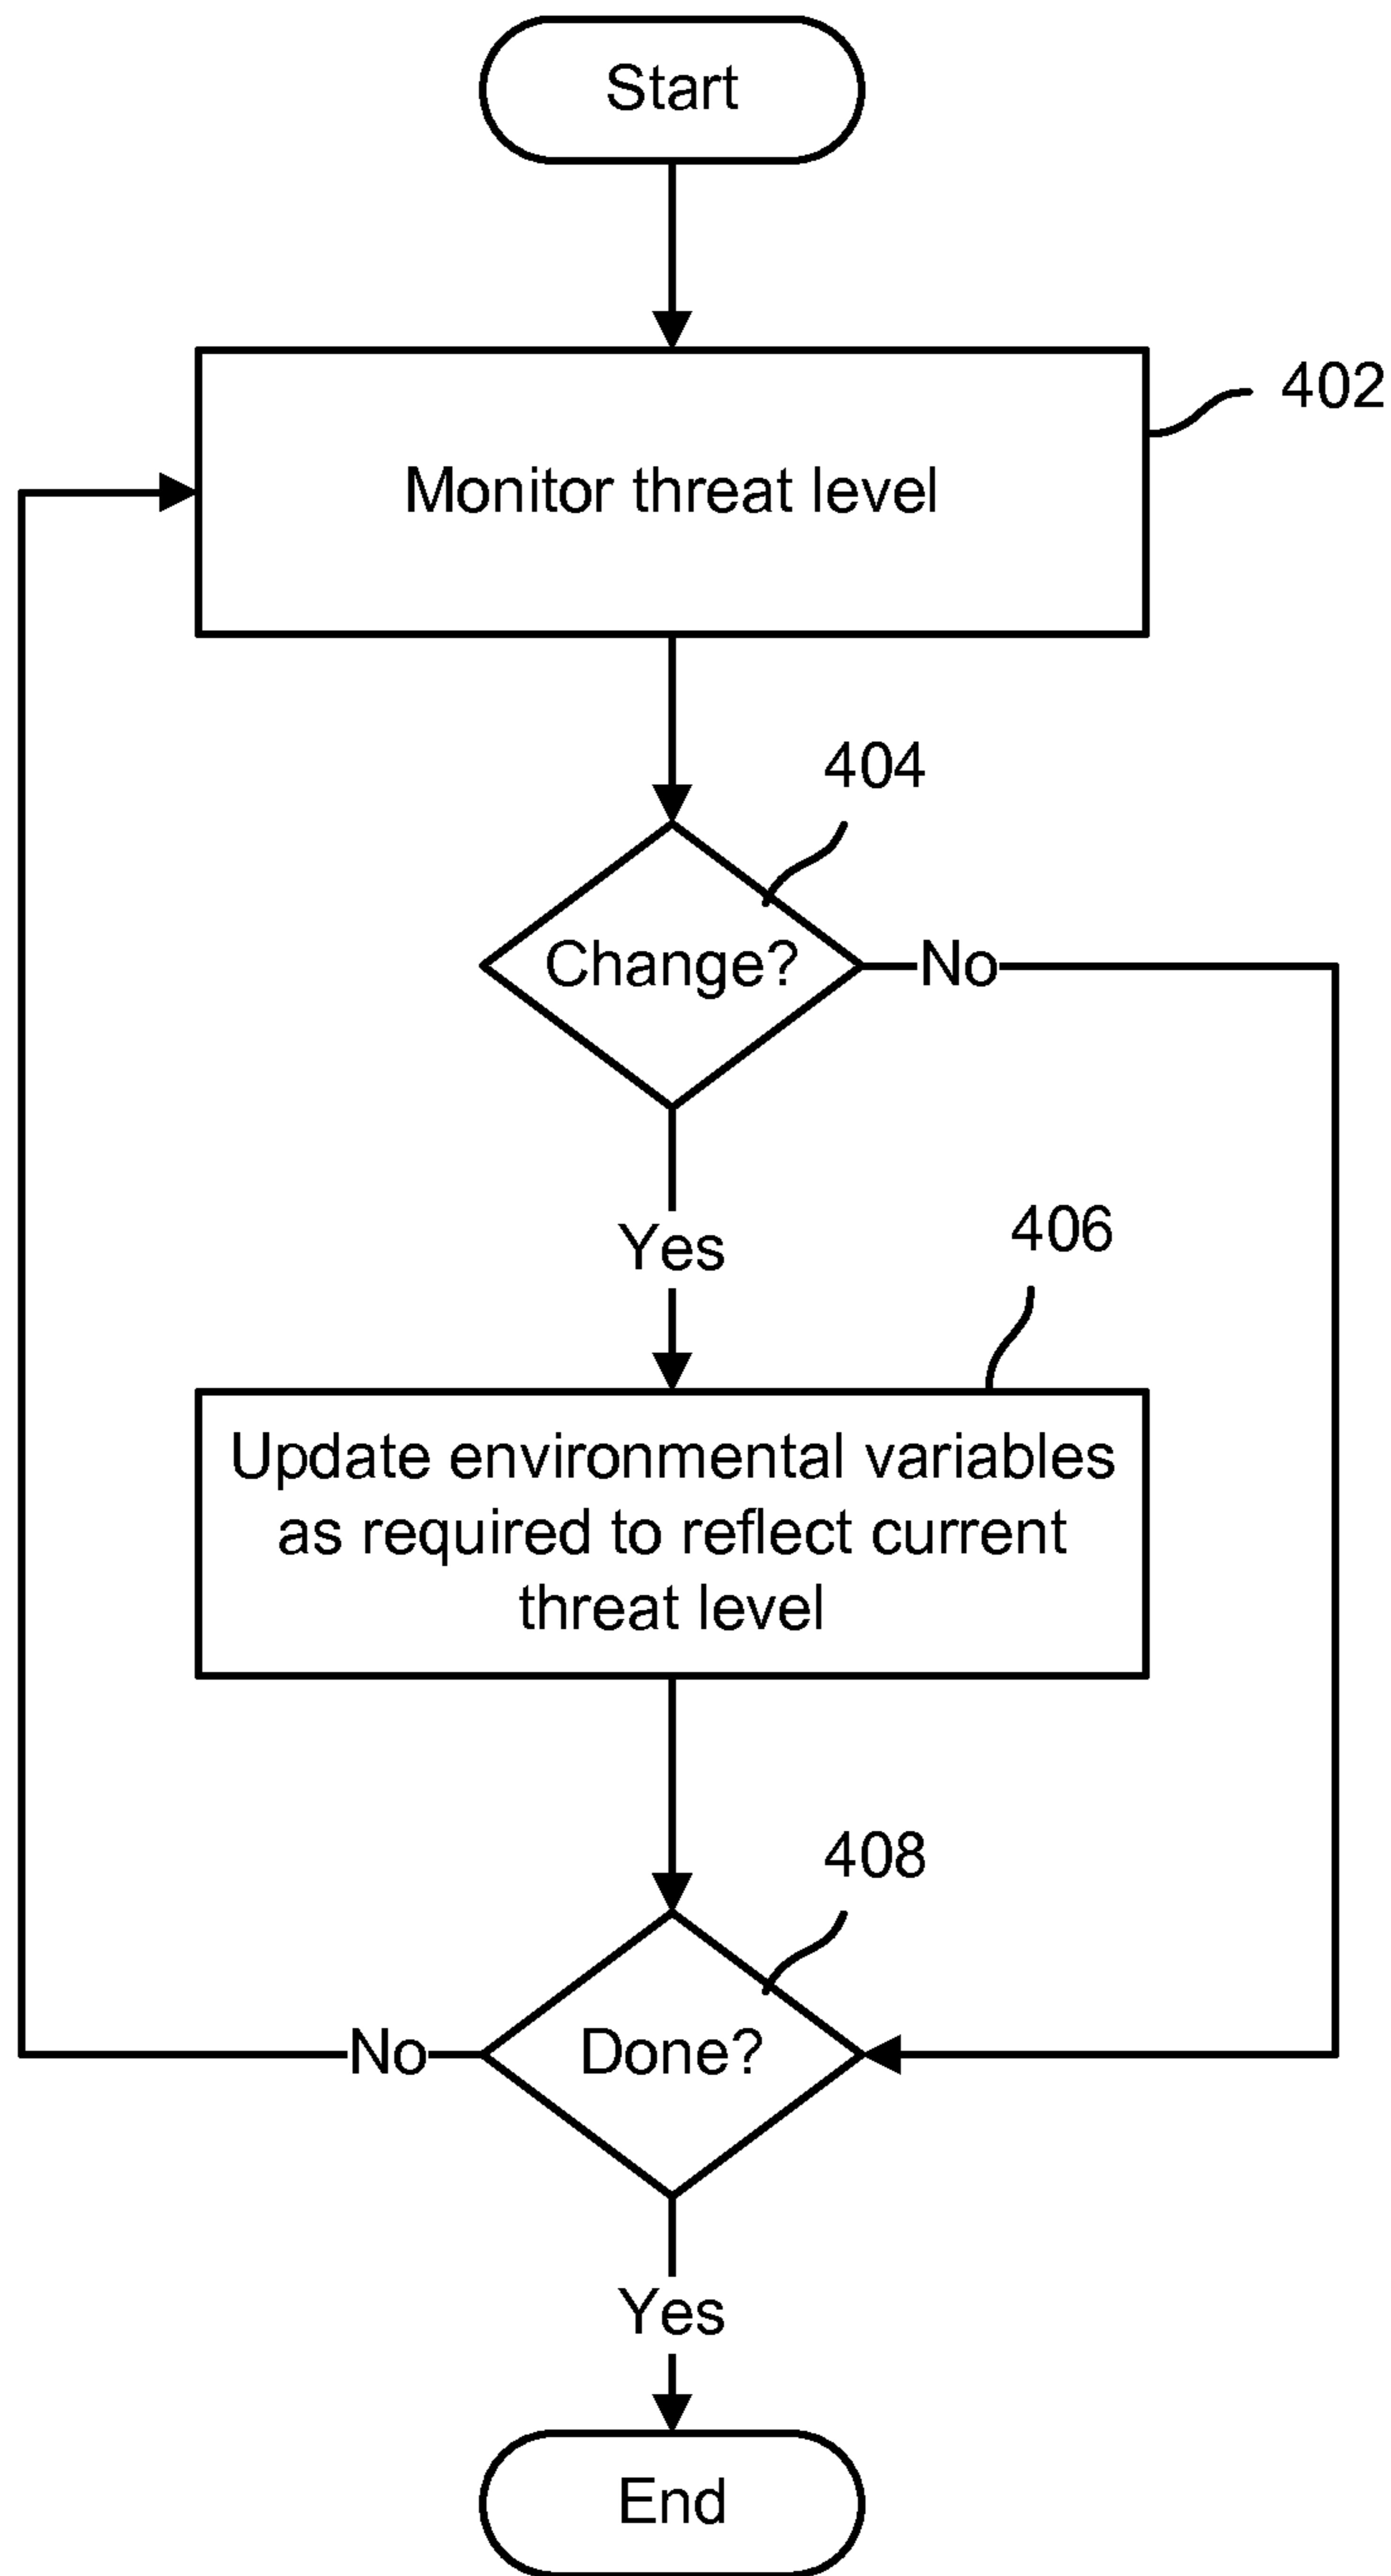 Start
402
Monitor threat level
404
Change?
No
Yes
406
Update environmental variables
as required to reflect current
threat level
408
No
Done?
Yes
End